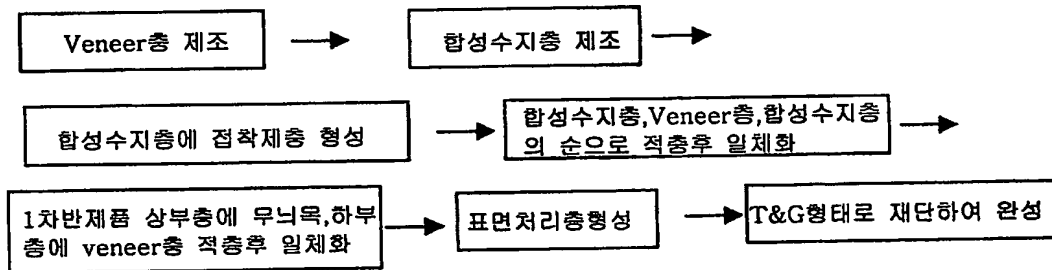 Veneer층 제조
합성수지층 제조
합성수지층에 접착제층 형성
합성수지층,Veneer층,합성수지층
의 순으로 적층후 일체화
1차반제품 상부층에 무늬목,하부
층에 veneer층 적층후 일체화
표면처리층형성
T&G형태로 재단하여 완성